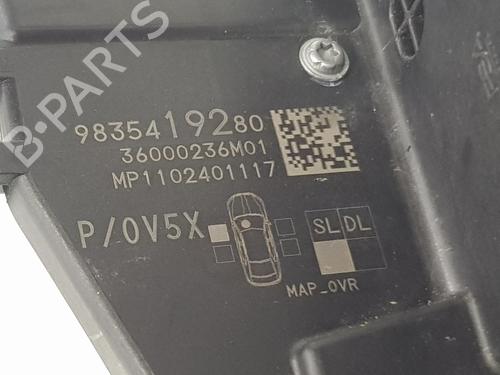 9835419280
36000236M01
MP1102401117
P/0V5X
SL DL
MAP_OVR
B-Parts